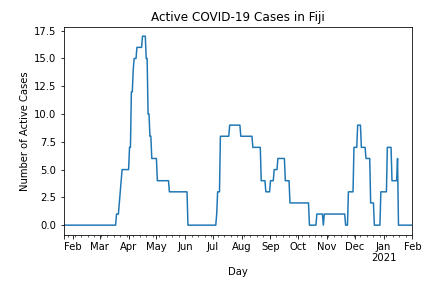 Active COVID-19 Cases in Fiji
Number of Active Cases
17.5
15.0
12.5
10.0
7.5
5.0
2.5
0.0
Feb Mar Apr May Jun Jul Aug Sep Oct Nov Dec Jan Feb
2021
Day